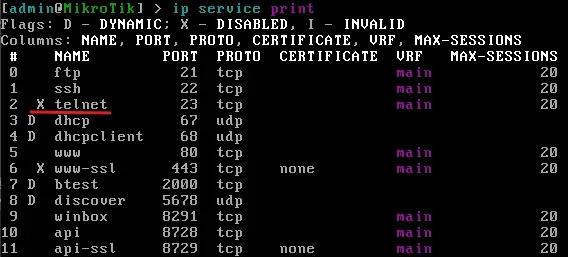 [admin@MikroTik] > ip service print
Flags: D - DYNAMIC; X - DISABLED, I - INVALID
Columns: NAME, PORT, PROTO, CERTIFICATE, VRF, MAX-SESSIONS
# NAME PORT PROTO CERTIFICATE VRF MAX-SESSIONS
0 ftp 21 tcp main 20
1 ssh 22 tcp main 20
2 X telnet 23 tcp main 20
3 D dhcp 67 udp
4 D dhcpclient 68 udp
5 www 80 tcp main 20
6 X www-ssl 443 tcp none main 20
7 D btest 2000 tcp
8 D discover 5678 udp
9 winbox 8291 tcp main 20
10 api 8728 tcp main 20
11 api-ssl 8729 tcp none main 20